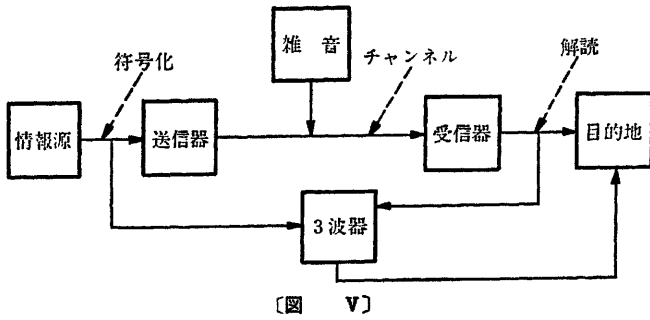 雑 音
符号化
チャンネル
解読
情報源
送信器
受信器
目的地
3波器
〔図 V〕